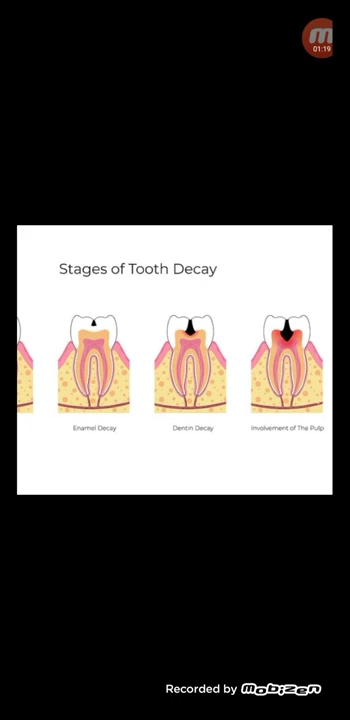 01:19
Stages of Tooth Decay
Enamel Decay
Dentin Decay
Involvement of The Pulp
Recorded by mobizen